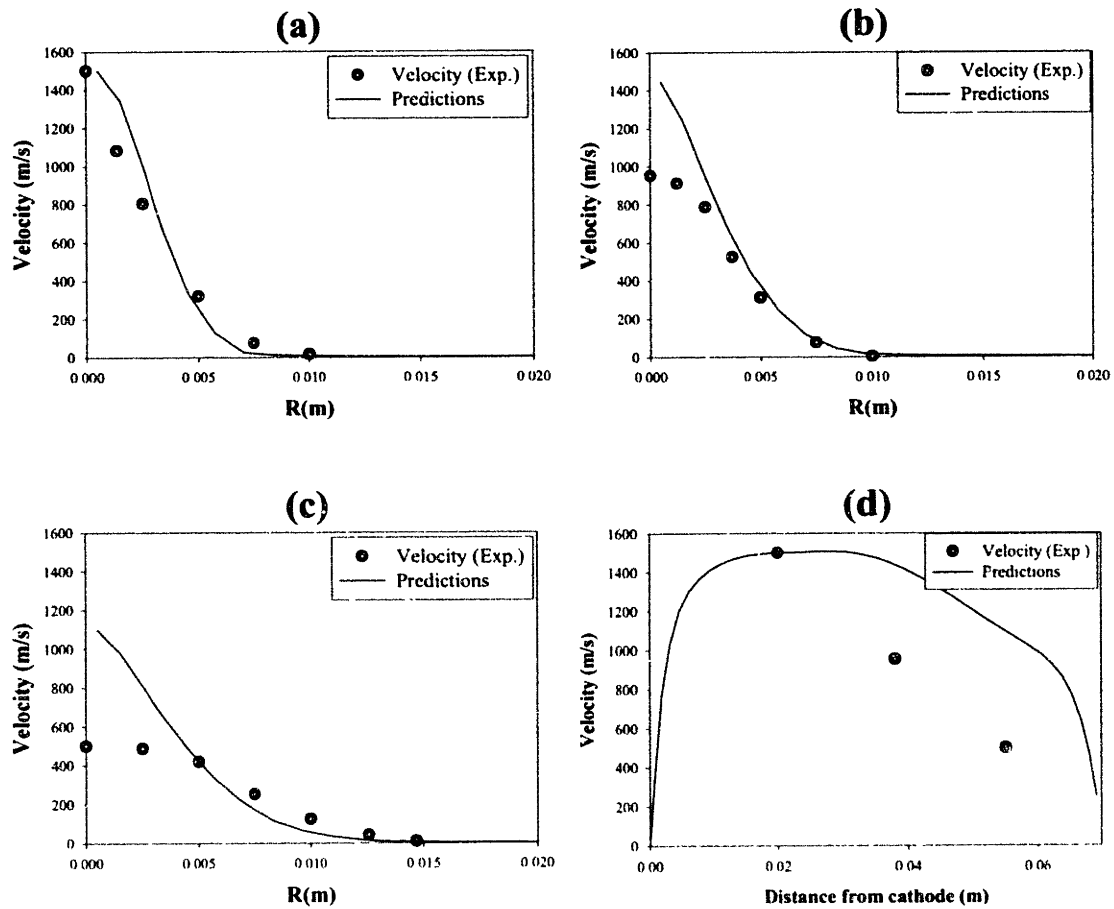 (a)
1600
1400
1200
1000
800
600
400
200
0
Velocity (m/s)
Velocity (Exp.)
Predictions
0.000
0.005
0.010
0.015
0.020
R(m)
(b)
1600
1400
1200
1000
800
600
400
200
0
Velocity (m/s)
Velocity (Exp.)
Predictions
0.000
0.005
0.010
0.015
0.020
R(m)
(c)
1600
1400
1200
1000
800
600
400
200
0
Velocity (m/s)
Velocity (Exp.)
Predictions
0.000
0.005
0.010
0.015
0.020
R(m)
(d)
1600
1400
1200
1000
800
600
400
200
0
Velocity (m/s)
Velocity (Exp )
Predictions
0.00
0.02
0.04
0.06
Distance from cathode (m)